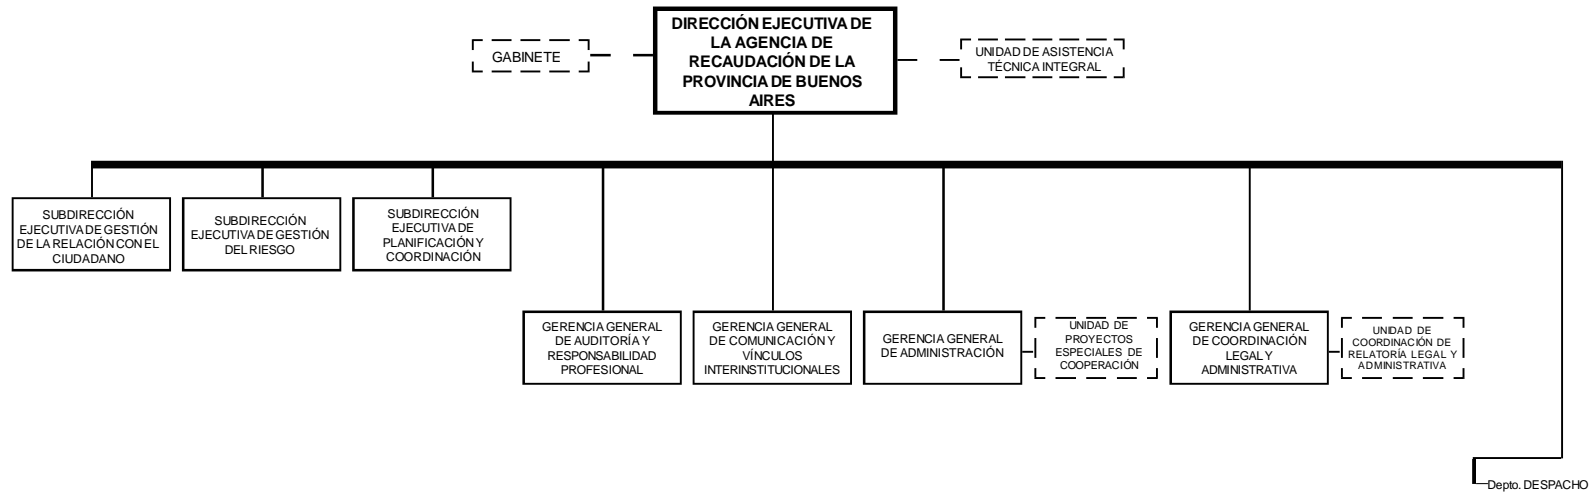 DIRECCIÓN EJECUTIVA DE
LA AGENCIA DE
RECAUDACIÓN DE LA
PROVINCIA DE BUENOS
AIRES
GABINETE
UNIDAD DE ASISTENCIA
TÉCNICA INTEGRAL
SUBDIRECCIÓN
EJECUTIVA DE GESTIÓN
DE LA RELACIÓN CON EL
CIUDADANO
SUBDIRECCIÓN
EJECUTIVA DE GESTIÓN
DEL RIESGO
SUBDIRECCIÓN
EJECUTIVA DE
PLANIFICACIÓN Y
COORDINACIÓN
GERENCIA GENERAL
DE AUDITORÍA Y
RESPONSABILIDAD
PROFESIONAL
GERENCIA GENERAL
DE COMUNICACIÓN Y
VÍNCULOS
INTERINSTITUCIONALES
GERENCIA GENERAL
DE ADMINISTRACIÓN
UNIDAD DE
PROYECTOS
ESPECIALES DE
COOPERACIÓN
GERENCIA GENERAL
DE COORDINACIÓN
LEGAL Y
ADMINISTRATIVA
UNIDAD DE
COORDINACIÓN DE
RELATORÍA LEGAL Y
ADMINISTRATIVA
Depto. DESPACHO